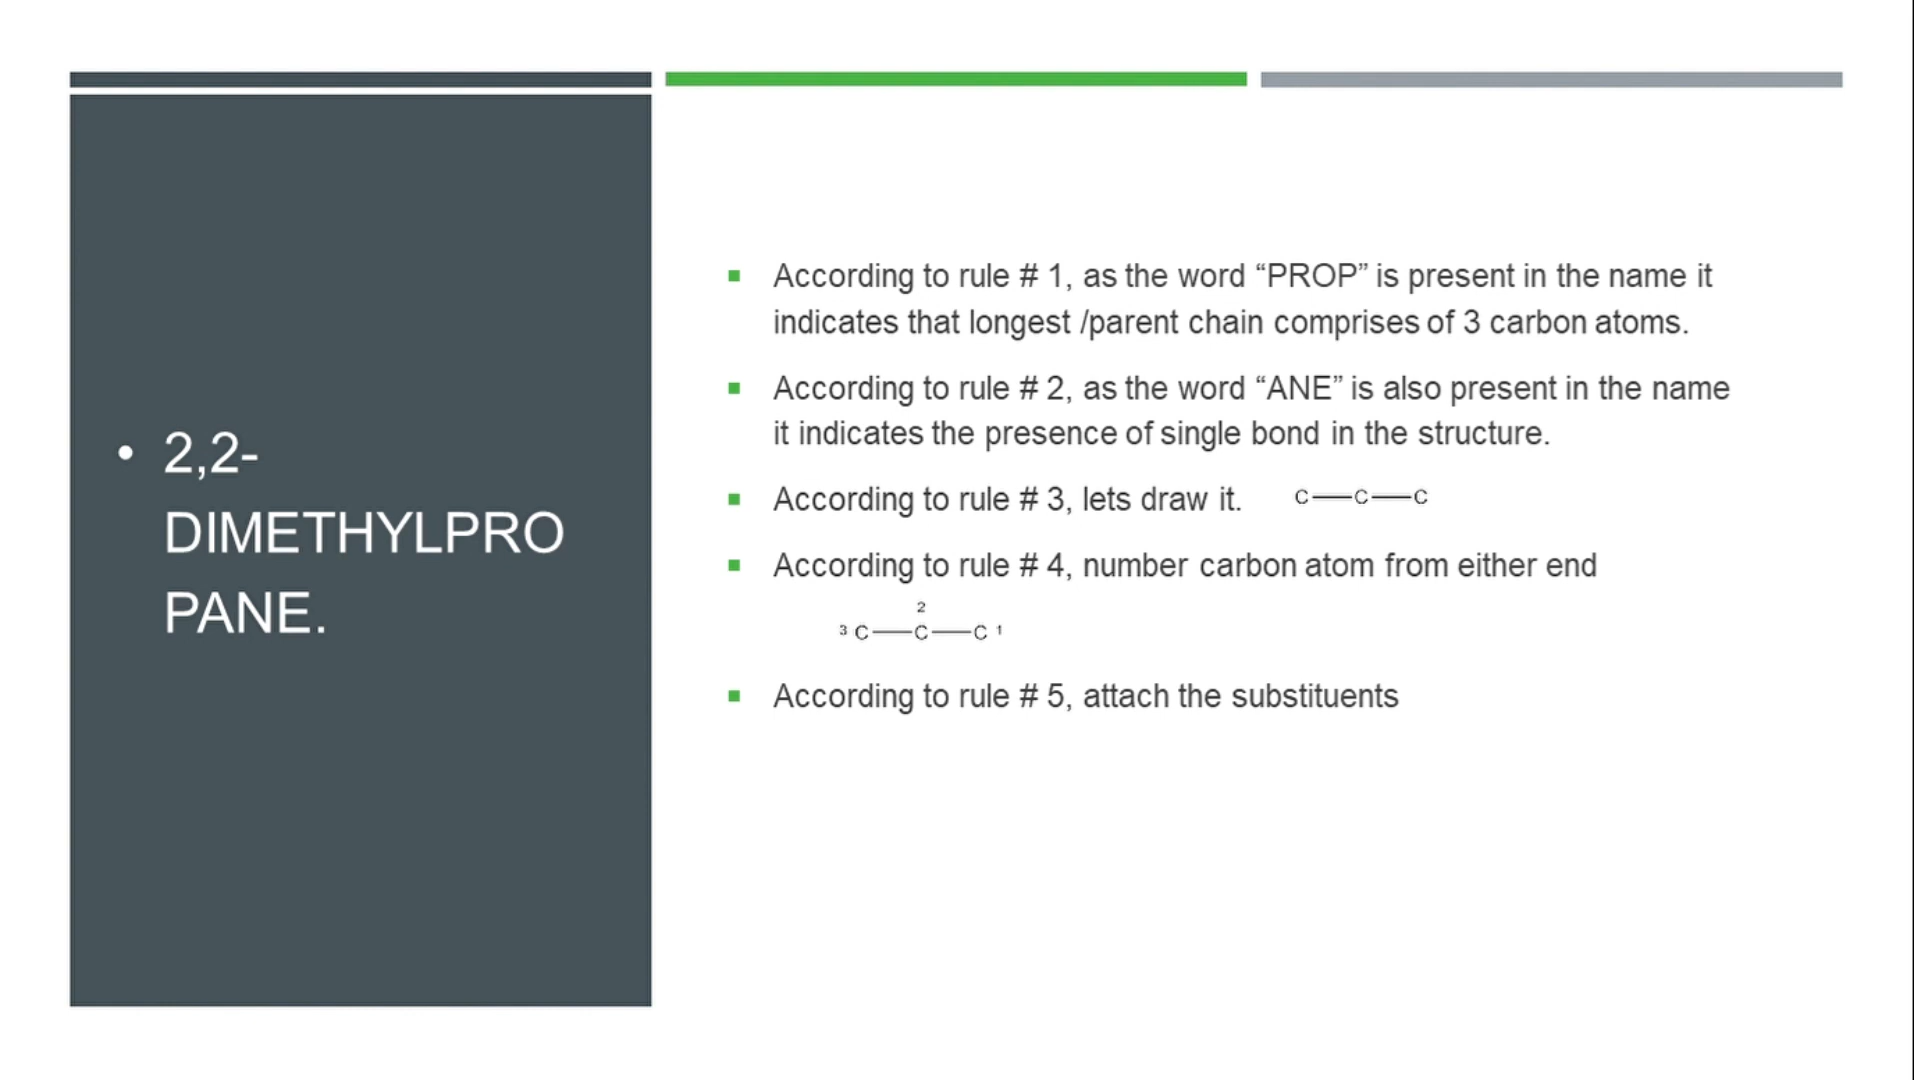 • 2,2-
DIMETHYLPRO
PANE.
According to rule # 1, as the word “PROP” is present in the name it
indicates that longest /parent chain comprises of 3 carbon atoms.
According to rule # 2, as the word “ANE” is also present in the name
it indicates the presence of single bond in the structure.
According to rule # 3, lets draw it. C—C—C
According to rule # 4, number carbon atom from either end
2
3 C—C—C 1
According to rule # 5, attach the substituents